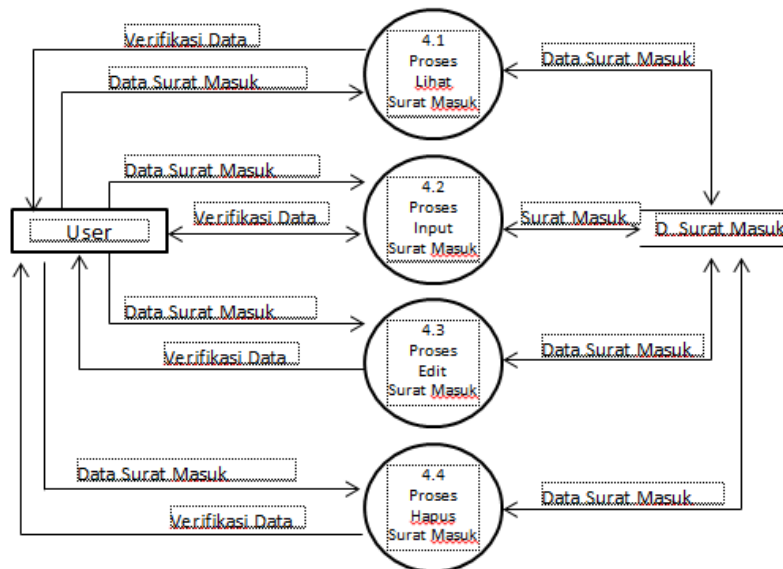 Verifikasi Data
4.1
Proses
Lihat
Surat Masuk
Data Surat Masuk
Data Surat Masuk
Data Surat Masuk
4.2
Proses
Input
Surat Masuk
Verifikasi Data
Surat Masuk
User
D. Surat Masuk
Data Surat Masuk
4.3
Proses
Edit
Surat Masuk
Verifikasi Data
Data Surat Masuk
Data Surat Masuk
4.4
Proses
Hapus
Surat Masuk
Data Surat Masuk
Verifikasi Data